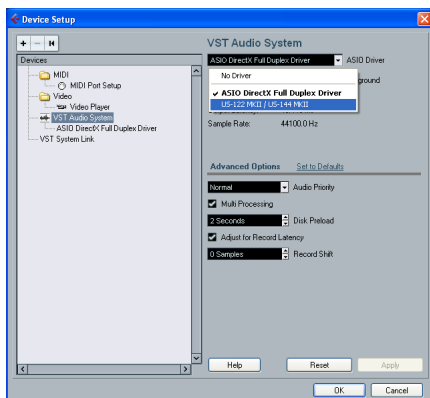 Device Setup
Devices
MIDI
MIDI Port Setup
Video
Video Player
VST Audio System
ASIO DirectX Full Duplex Driver
VST System Link
VST Audio System
ASIO DirectX Full Duplex Driver
ASIO Driver
No Driver
ASIO DirectX Full Duplex Driver
US-122 MKII / US-144 MKII
Sample Rate:
44100.0 Hz
Advanced Options
Set to Defaults
Normal
Audio Priority
Multi Processing
2 Seconds
Disk Preload
Adjust for Record Latency
0 Samples
Record Shift
Help
Reset
Apply
OK
Cancel